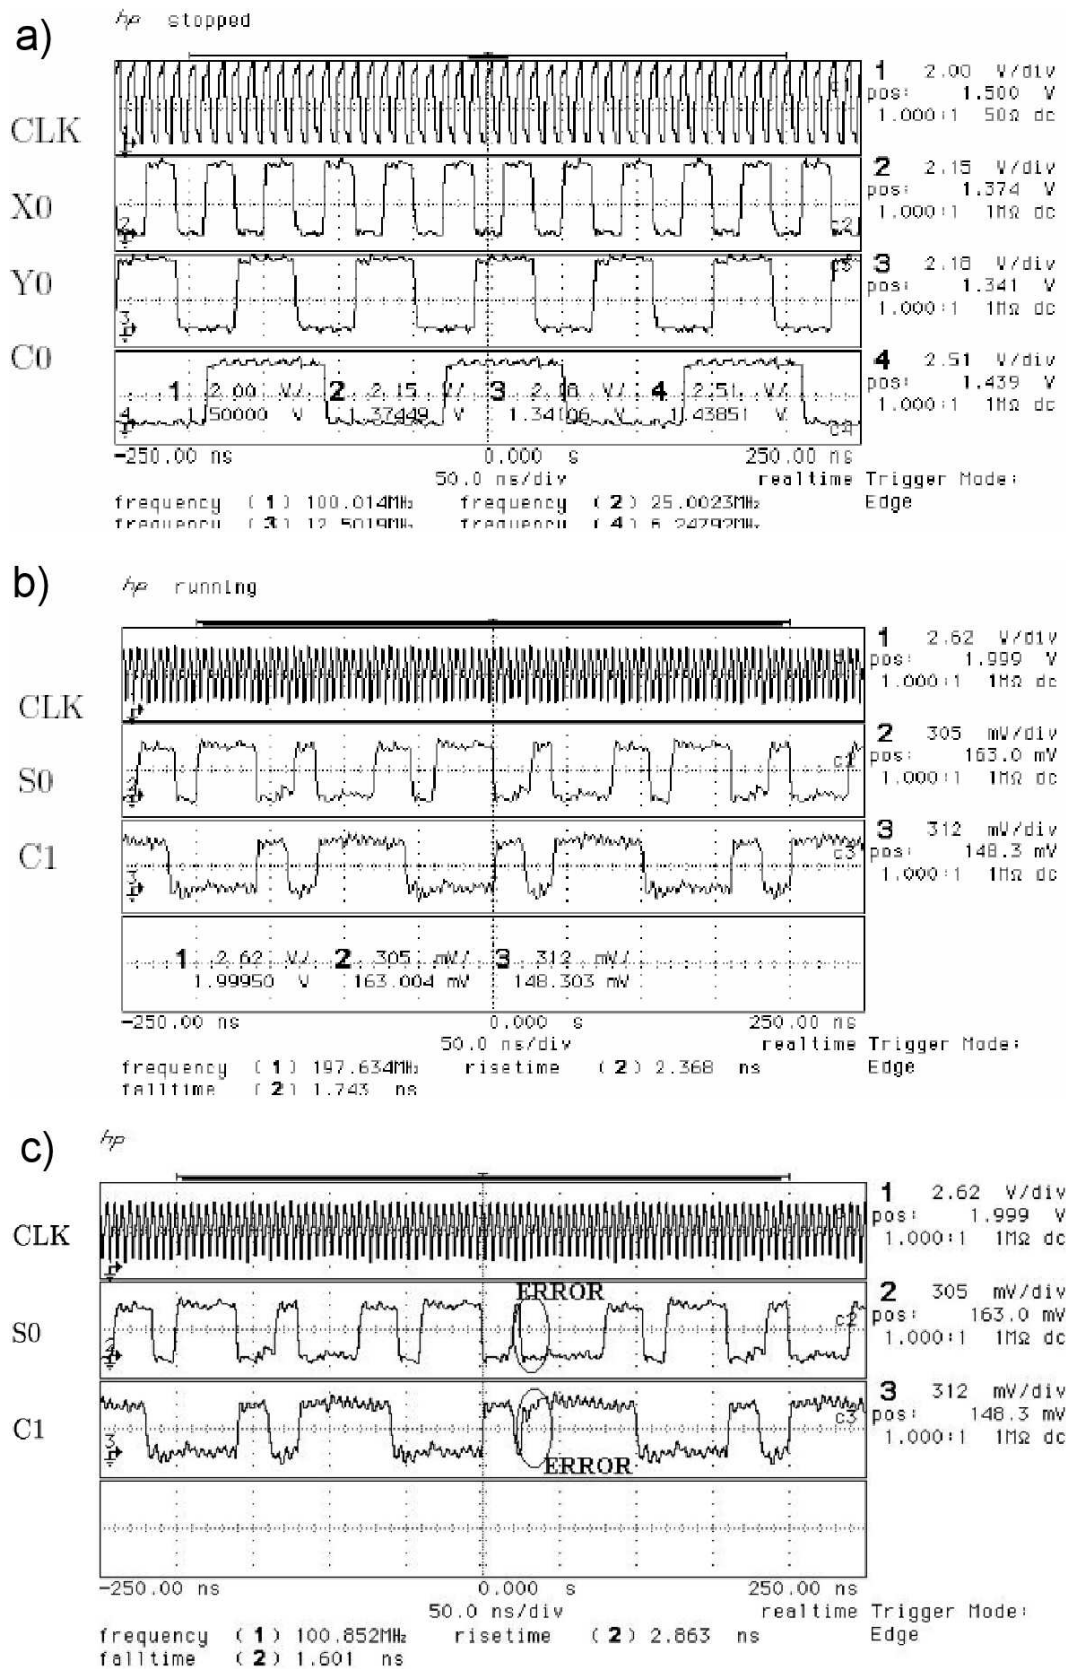 a)
hp stopped
CLK
X0
Y0
C0
1 2.00 V/div
pos: 1.500 V
1.000:1 50Ω dc
2 2.15 V/div
pos: 1.374 V
1.000:1 1MΩ dc
c2
3 2.18 V/div
pos: 1.341 V
1.000:1 1MΩ dc
4 2.51 V/div
pos: 1.439 V
1.000:1 1MΩ dc
1 2.00 V/ 2 2.15 V/ 3 2.18 V/ 4 2.51 V/
1.50000 V 1.37449 V 1.34106 V 1.43851 V
-250.00 ns 0.000 s 250.00 ns
50.0 ns/div realtime Trigger Mode:
frequency (1) 100.014MHz frequency (2) 25.0023MHz Edge
frequency (3) 12.5019MHz frequency (4) 6.24792MHz
b)
hp running
CLK
S0
C1
1 2.62 V/div
pos: 1.999 V
1.000:1 1MΩ dc
2 305 mV/div
pos: 163.0 mV
1.000:1 1MΩ dc
3 312 mV/div
pos: 148.3 mV
1.000:1 1MΩ dc
c3
1 2.62 V/ 2 305 mV/ 3 312 mV/
1.99950 V 163.004 mV 148.303 mV
-250.00 ns 0.000 s 250.00 ns
50.0 ns/div realtime Trigger Mode:
frequency (1) 197.634MHz risetime (2) 2.368 ns Edge
falltime (2) 1.743 ns
c)
hp
CLK
S0
C1
1 2.62 V/div
pos: 1.999 V
1.000:1 1MΩ dc
ERROR
2 305 mV/div
pos: 163.0 mV
1.000:1 1MΩ dc
c2
3 312 mV/div
pos: 148.3 mV
1.000:1 1MΩ dc
c3
ERROR
-250.00 ns 0.000 s 250.00 ns
50.0 ns/div realtime Trigger Mode:
frequency (1) 100.852MHz risetime (2) 2.863 ns Edge
falltime (2) 1.601 ns